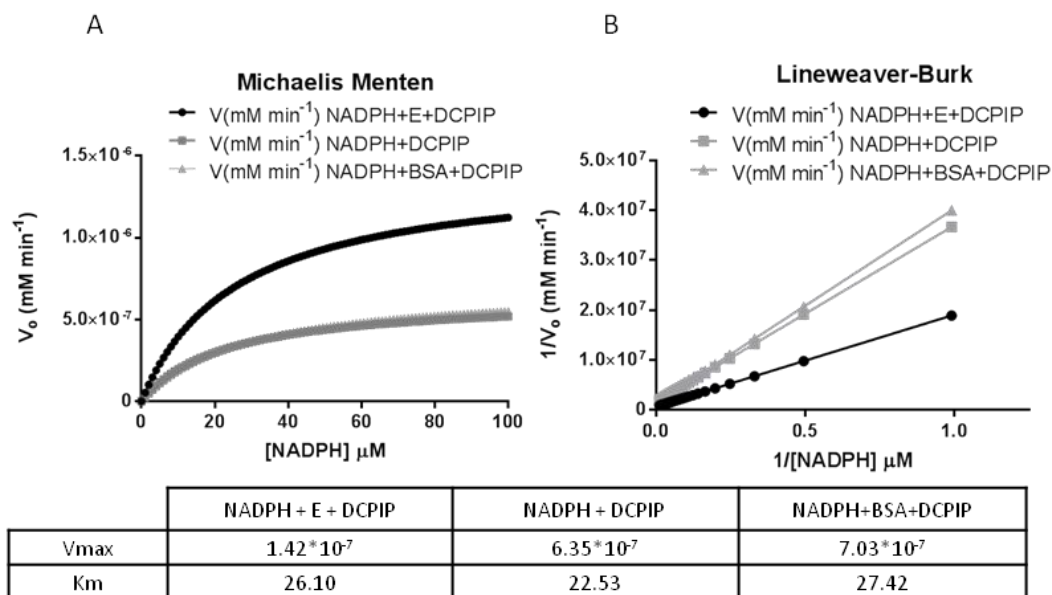 A
B
Michaelis Menten
V(mM min⁻¹) NADPH+E+DCPIP
V(mM min⁻¹) NADPH+DCPIP
V(mM min⁻¹) NADPH+BSA+DCPIP
1.5×10⁻⁶
1.0×10⁻⁶
5.0×10⁻⁷
0
V₀ (mM min⁻¹)
0 20 40 60 80 100
[NADPH] μM
Lineweaver-Burk
V(mM min⁻¹) NADPH+E+DCPIP
V(mM min⁻¹) NADPH+DCPIP
V(mM min⁻¹) NADPH+BSA+DCPIP
5.0×10⁷
4.0×10⁷
3.0×10⁷
2.0×10⁷
1.0×10⁷
1/V₀ (mM min⁻¹)
0.0 0.5 1.0
1/[NADPH] μM
NADPH + E + DCPIP NADPH + DCPIP NADPH+BSA+DCPIP
Vmax 1.42*10⁻⁷ 6.35*10⁻⁷ 7.03*10⁻⁷
Km 26.10 22.53 27.42